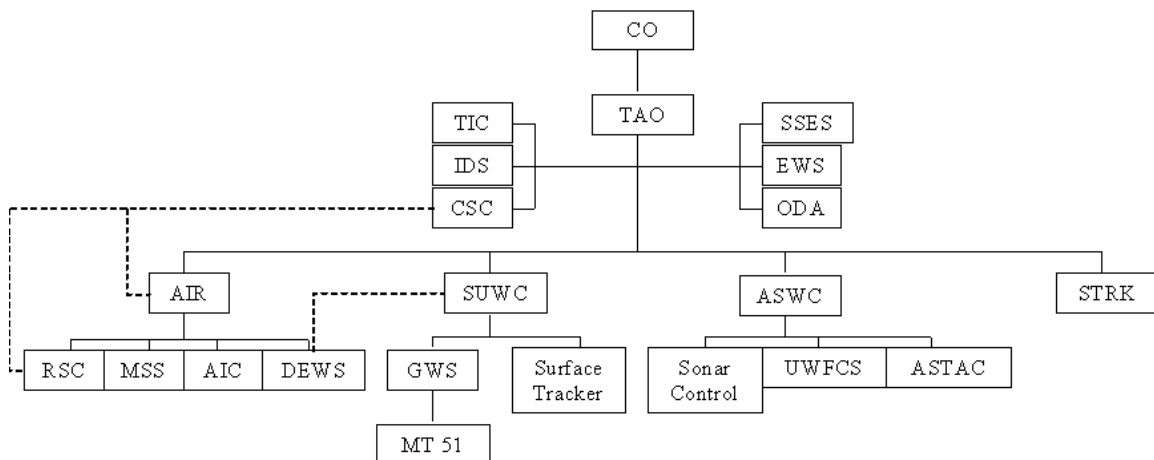 CO
TAO
TIC
SSES
IDS
EWS
CSC
ODA
AIR
SUWC
ASWC
STRK
RSC
MSS
AIC
DEWS
GWS
Surface
Tracker
Sonar
Control
UWFCS
ASTAC
MT 51